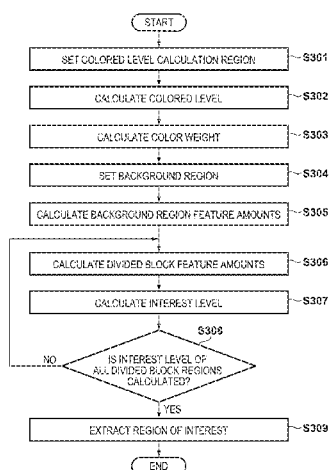 START
SET COLORED LEVEL CALCULATION REGION
S301
CALCULATE COLORED LEVEL
S302
CALCULATE COLOR WEIGHT
S303
SET BACKGROUND REGION
S304
CALCULATE BACKGROUND REGION FEATURE AMOUNTS
S305
CALCULATE DIVIDED BLOCK FEATURE AMOUNTS
S306
CALCULATE INTEREST LEVEL
S307
S308
IS INTEREST LEVEL OF
ALL DIVIDED BLOCK REGIONS
CALCULATED?
NO
YES
EXTRACT REGION OF INTEREST
S309
END